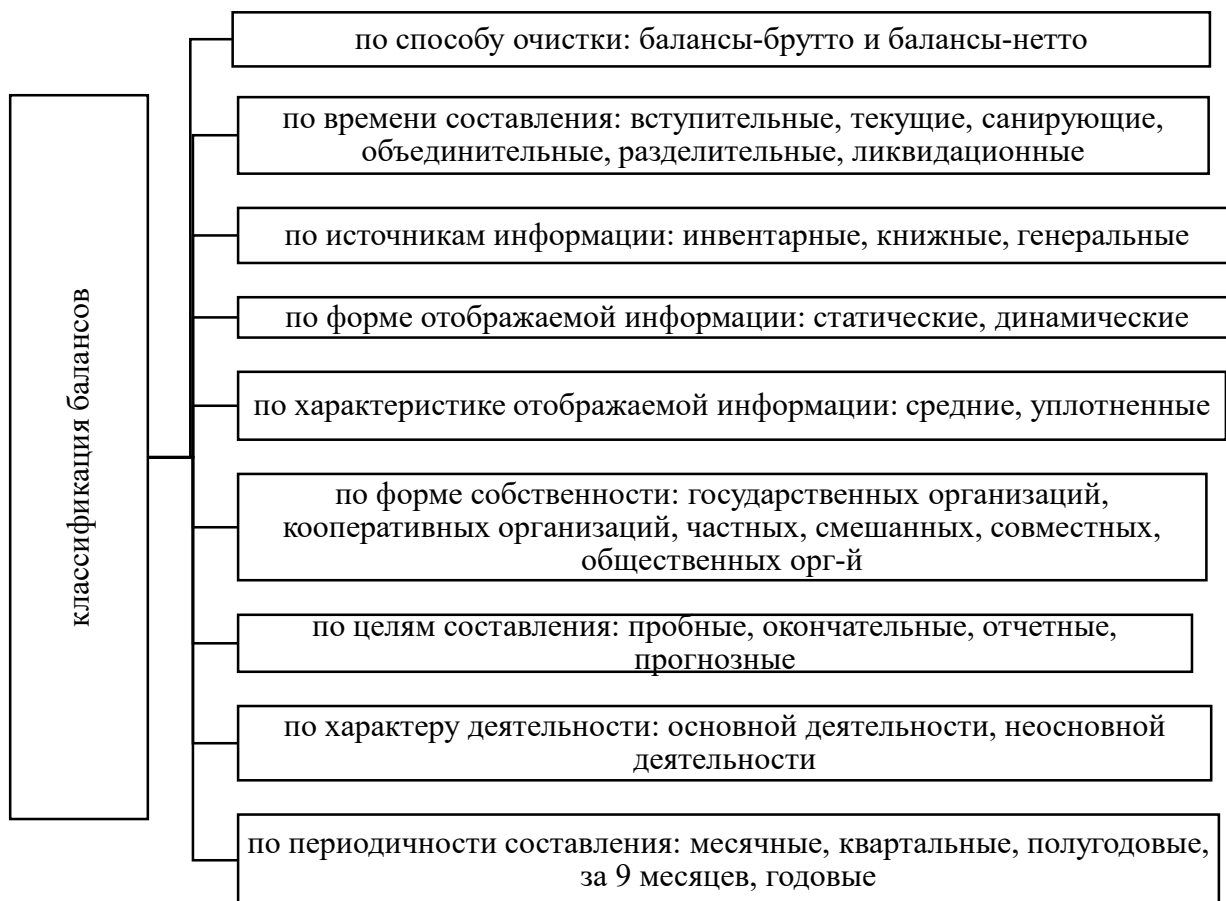 классификация балансов
по способу очистки: балансы-брутто и балансы-нетто
по времени составления: вступительные, текущие, санирующие,
объединительные, разделительные, ликвидационные
по источникам информации: инвентарные, книжные, генеральные
по форме отображаемой информации: статические, динамические
по характеристике отображаемой информации: средние, уплотненные
по форме собственности: государственных организаций,
кооперативных организаций, частных, смешанных, совместных,
общественных орг-й
по целям составления: пробные, окончательные, отчетные,
прогнозные
по характеру деятельности: основной деятельности, неосновной
деятельности
по периодичности составления: месячные, квартальные, полугодовые,
за 9 месяцев, годовые